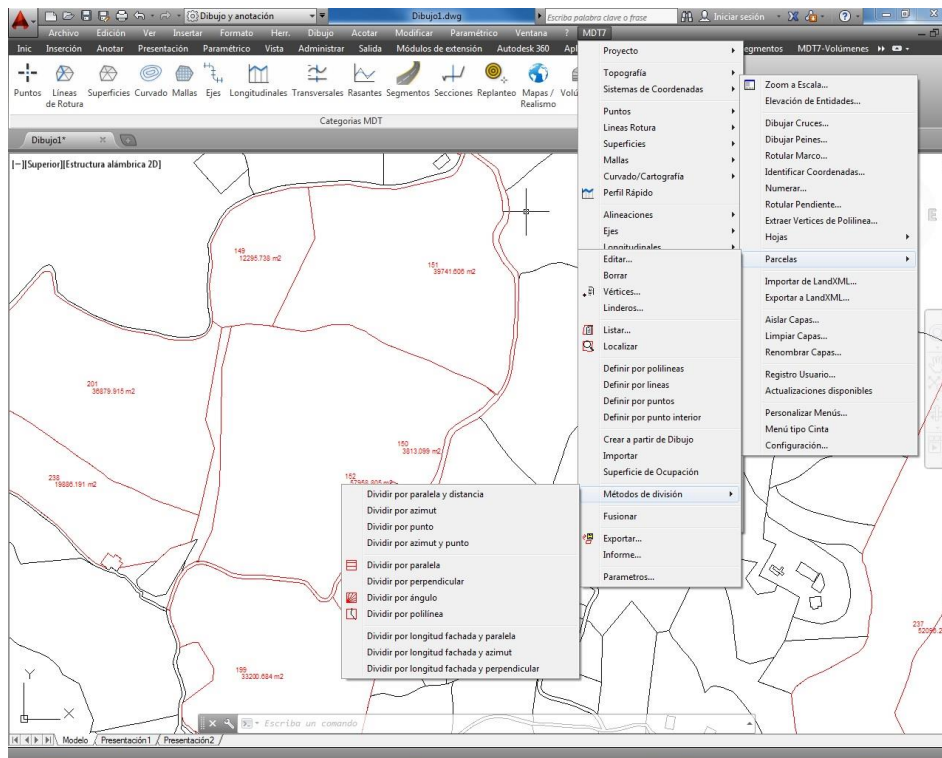 Dibujo y anotación
Dibujo1.dwg
Escriba palabra clave o frase
Iniciar sesión
Archivo Edición Ver Insertar Formato Herr. Dibujo Acotar Modificar Paramétrico Ventana ? MDT7
Inic Inserción Anotar Presentación Paramétrico Vista Administrar Salida Módulos de extensión Autodesk 360 Apl
egmentos MDT7-Volúmenes
Puntos Líneas de Rotura Superficies Curvado Mallas Ejes Longitudinales Transversales Rasantes Segmentos Secciones Replanteo Mapas / Realismo Volú
Categorias MDT
Dibujo1*
[−][Superior][Estructura alámbrica 2D]
Proyecto
Topografía
Sistemas de Coordenadas
Puntos
Lineas Rotura
Superficies
Mallas
Curvado/Cartografía
Perfil Rápido
Alineaciones
Ejes
Longitudinales
Zoom a Escala...
Elevación de Entidades...
Dibujar Cruces...
Dibujar Peines...
Rotular Marco...
Identificar Coordenadas...
Numerar...
Rotular Pendiente...
Extraer Vertices de Polilinea...
Hojas
Parcelas
Importar de LandXML...
Exportar a LandXML...
Aislar Capas...
Limpiar Capas...
Renombrar Capas...
Registro Usuario...
Actualizaciones disponibles
Personalizar Menús...
Menú tipo Cinta
Configuración...
Editar...
Borrar
Vértices...
Linderos...
Listar...
Localizar
Definir por polilineas
Definir por lineas
Definir por puntos
Definir por punto interior
Crear a partir de Dibujo
Importar
Superficie de Ocupación
Métodos de división
Fusionar
Exportar...
Informe...
Parametros...
Dividir por paralela y distancia
Dividir por azimut
Dividir por punto
Dividir por azimut y punto
Dividir por paralela
Dividir por perpendicular
Dividir por ángulo
Dividir por polilínea
Dividir por longitud fachada y paralela
Dividir por longitud fachada y azimut
Dividir por longitud fachada y perpendicular
149
12295.738 m2
151
39741.606 m2
201
36879.915 m2
150
3813.099 m2
238
19886.191 m2
152
57968.805 m2
237
52096.2
199
33200.684 m2
Y
X
Escriba un comando
Modelo Presentación1 Presentación2